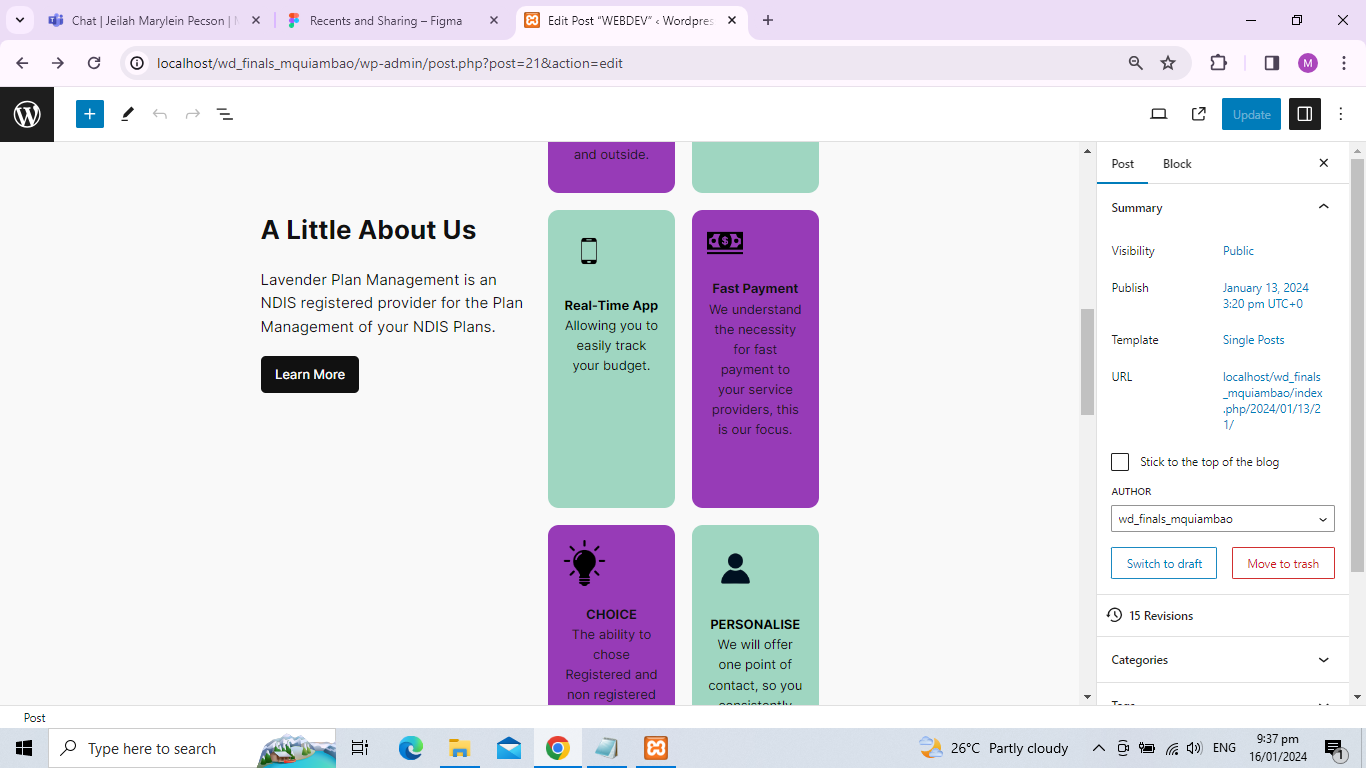 Chat | Jeilah Marylein Pecson |
Recents and Sharing – Figma
Edit Post “WEBDEV” ‹ Wordpres
localhost/wd_finals_mquiambao/wp-admin/post.php?post=21&action=edit
M
Update
and outside.
A Little About Us
Lavender Plan Management is an
NDIS registered provider for the Plan
Management of your NDIS Plans.
Learn More
Real-Time App
Allowing you to
easily track
your budget.
Fast Payment
We understand
the necessity
for fast
payment to
your service
providers, this
is our focus.
CHOICE
The ability to
chose
Registered and
non registered
PERSONALISE
We will offer
one point of
contact, so you
consistently
Post
Block
Summary
Visibility
Public
Publish
January 13, 2024
3:20 pm UTC+0
Template
Single Posts
URL
localhost/wd_finals
_mquiambao/index
.php/2024/01/13/2
1/
Stick to the top of the blog
AUTHOR
wd_finals_mquiambao
Switch to draft
Move to trash
15 Revisions
Categories
Tags
Post
Type here to search
26°C Partly cloudy
ENG
9:37 pm
16/01/2024
1